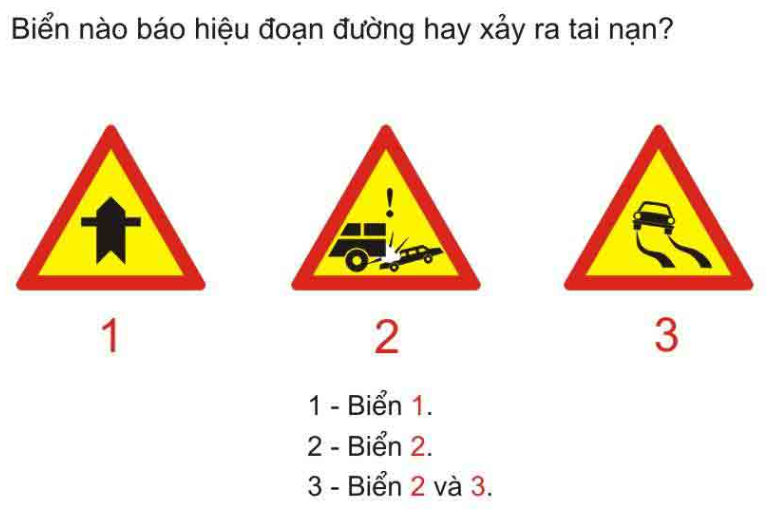 Biển nào báo hiệu đoạn đường hay xảy ra tai nạn?
!
1 2 3
1 - Biển 1.
2 - Biển 2.
3 - Biển 2 và 3.